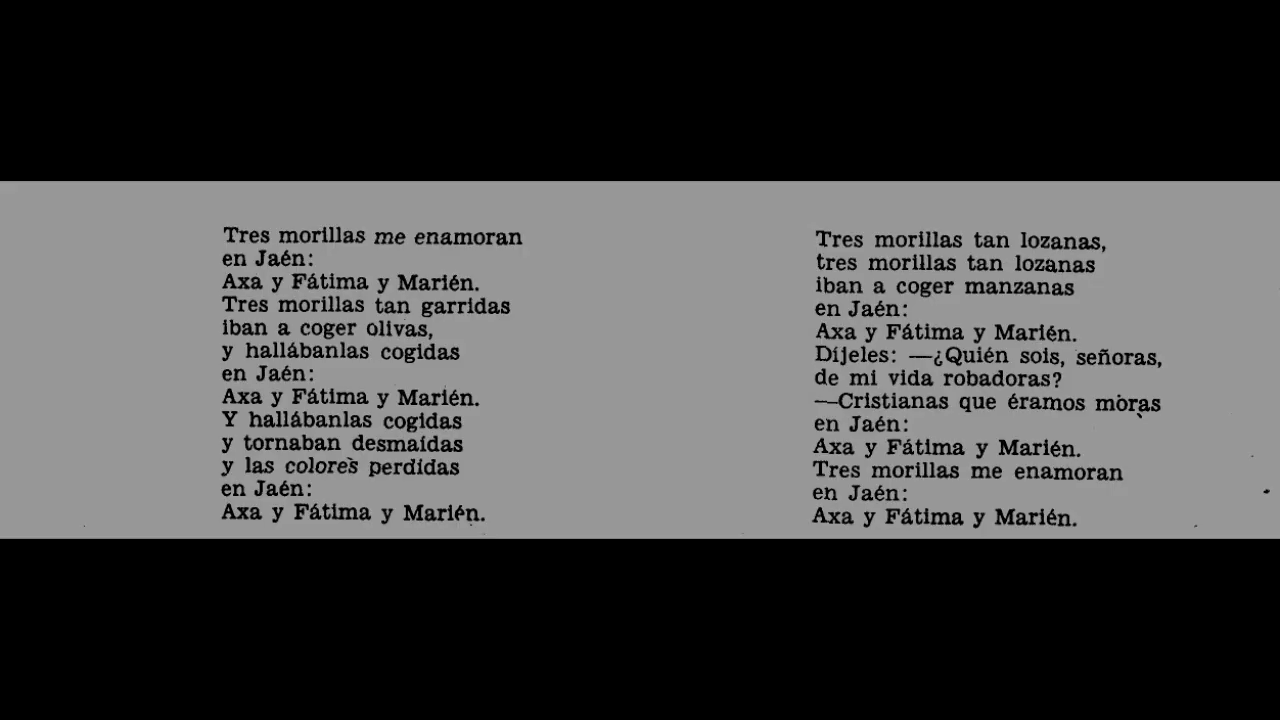 Tres morillas me enamoran
en Jaén:
Axa y Fátima y Marién.
Tres morillas tan garridas
iban a coger olivas,
y hallábanlas cogidas
en Jaén:
Axa y Fátima y Marién.
Y hallábanlas cogidas
y tornaban desmaídas
y las colores perdidas
en Jaén:
Axa y Fátima y Marién.
Tres morillas tan lozanas,
tres morillas tan lozanas
iban a coger manzanas
en Jaén:
Axa y Fátima y Marién.
Díjeles: —¿Quién sois, señoras,
de mi vida robadoras?
—Cristianas que éramos moras
en Jaén:
Axa y Fátima y Marién.
Tres morillas me enamoran
en Jaén:
Axa y Fátima y Marién.